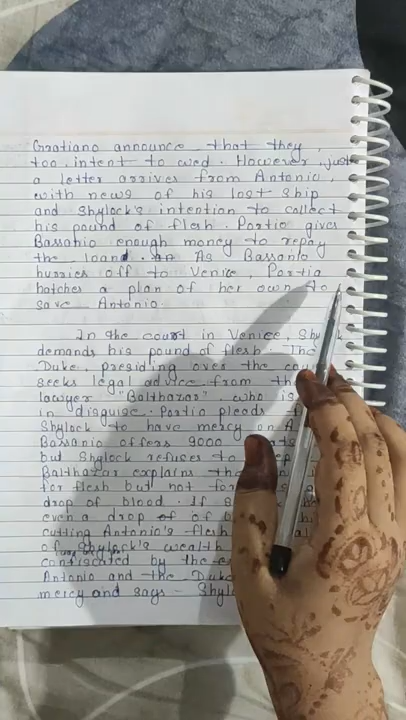 Gratiano announce that they,
too. intent to wed. However, just
a letter arrives from Antonio,
with news of his lost ship
and Shylock's intention to collect
his pound of flesh. Portio gives
Bassanio enough money to repay
the loand. As Bassanio
hurries off to Venice, Portia
hatches a plan of her own to
save Antonio.
In the court in Venice, Shy
demands his pound of flesh. The
Duke, presiding over the
seeks legal advice from
lawyer "Balthazar", who is
in disguise. Portio pleads
Shylock to have mercy on
Bassanio offers 9000
but Shylock refuses to
Balthazar explains
for flesh but not for
drop of blood. If
even a drop of of
cutting Antonio's flesh
of Shylock's wealth
confiscated by the
Antonio and the Duke
mercy and says - Shyl